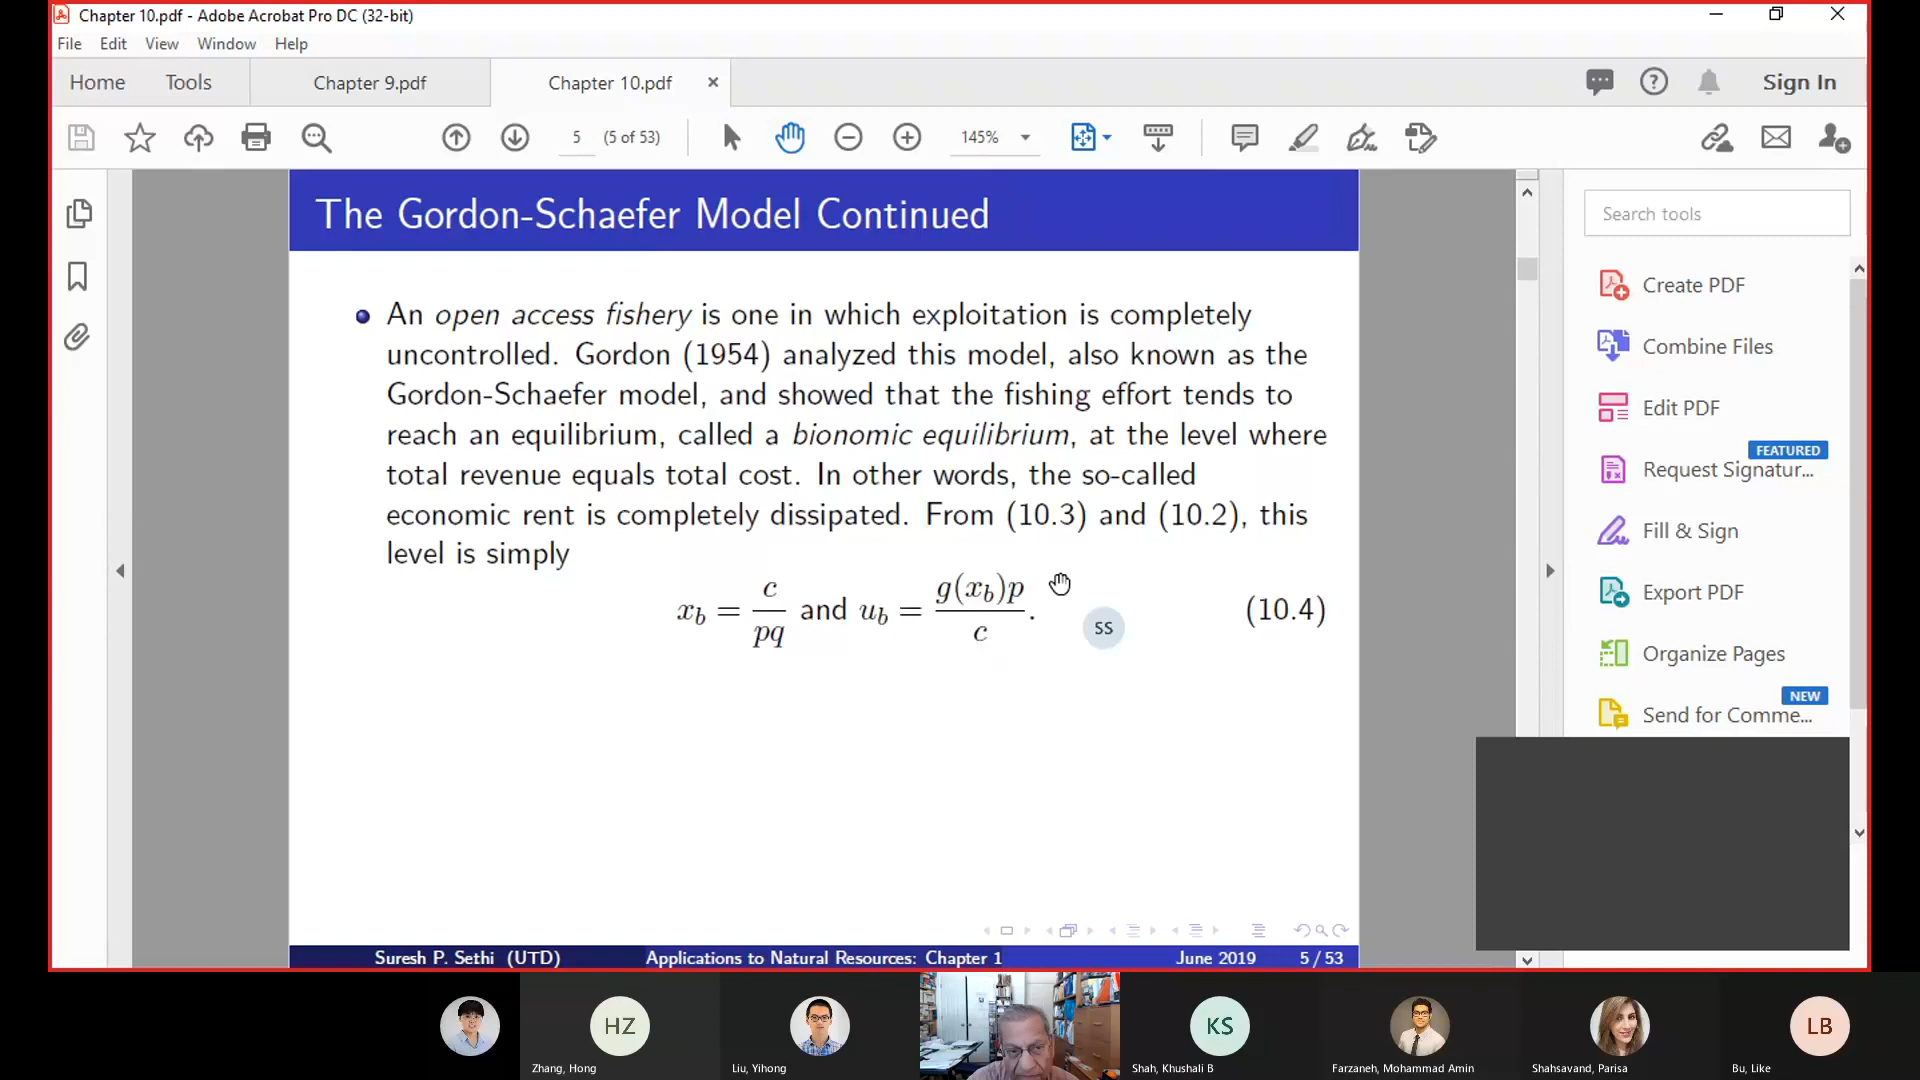 Chapter 10.pdf - Adobe Acrobat Pro DC (32-bit)
File Edit View Window Help
Home Tools Chapter 9.pdf Chapter 10.pdf × Sign In
5 (5 of 53) 145%
The Gordon-Schaefer Model Continued
An open access fishery is one in which exploitation is completely
uncontrolled. Gordon (1954) analyzed this model, also known as the
Gordon-Schaefer model, and showed that the fishing effort tends to
reach an equilibrium, called a bionomic equilibrium, at the level where
total revenue equals total cost. In other words, the so-called
economic rent is completely dissipated. From (10.3) and (10.2), this
level is simply
x_b = c/pq and u_b = g(x_b)p/c. (10.4)
SS
Suresh P. Sethi (UTD) Applications to Natural Resources: Chapter 1 June 2019 5 / 53
Search tools
Create PDF
Combine Files
Edit PDF
FEATURED
Request Signatur...
Fill & Sign
Export PDF
Organize Pages
NEW
Send for Comme...
HZ KS LB
Zhang, Hong Liu, Yihong Shah, Khushali B Farzaneh, Mohammad Amin Shahsavand, Parisa Bu, Like